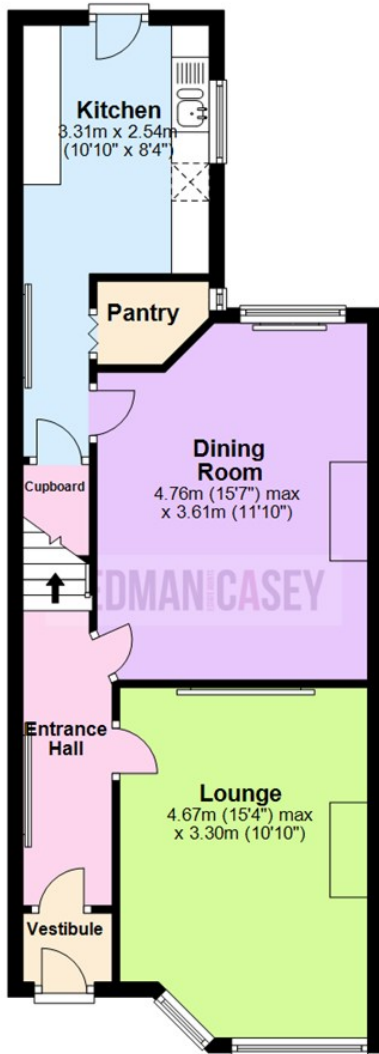 Kitchen
3.31m x 2.54m
(10'10" x 8'4")
Pantry
Dining
Room
4.76m (15'7") max
x 3.61m (11'10")
Cupboard
EDMAN CASEY
Entrance
Hall
Lounge
4.67m (15'4") max
x 3.30m (10'10")
Vestibule